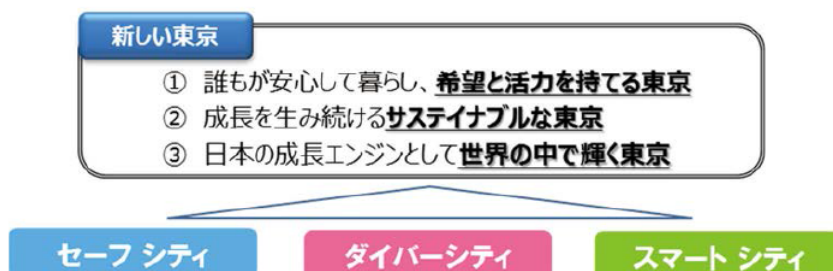 新しい東京
① 誰もが安心して暮らし、希望と活力を持てる東京
② 成長を生み続けるサステイナブルな東京
③ 日本の成長エンジンとして世界の中で輝く東京
セーフ シティ ダイバーシティ スマート シティ